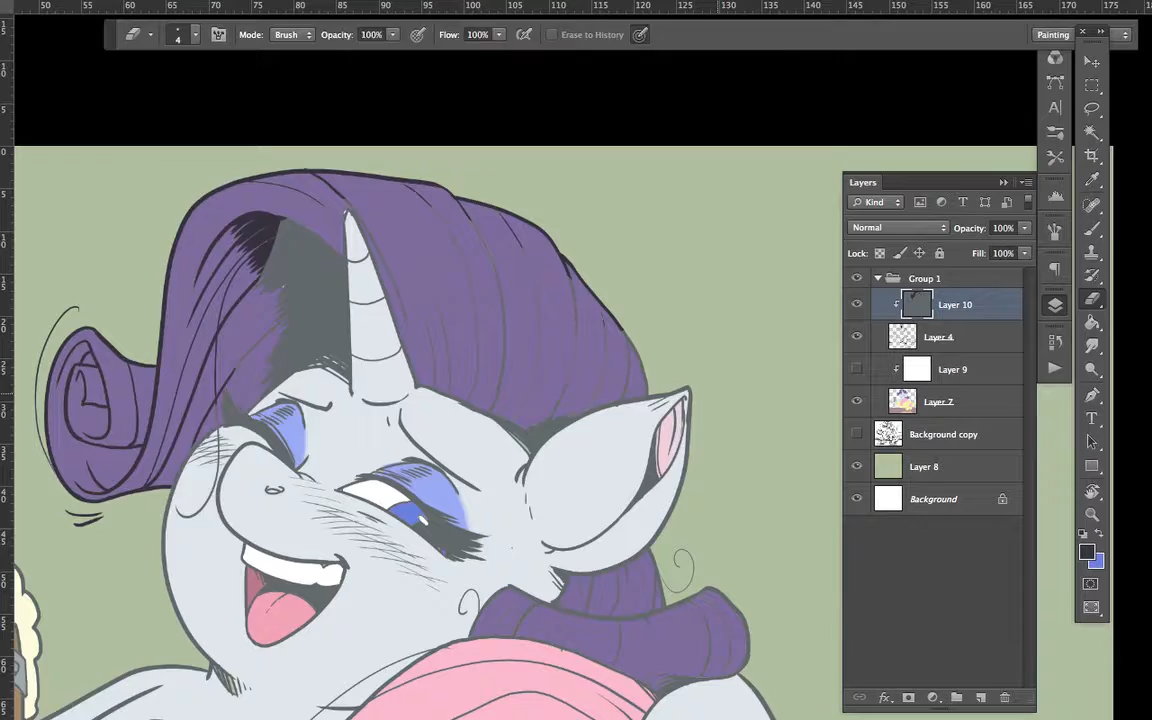 50 55 60 65 70 75 80 85 90 95 100 105 110 115 120 125 130 135 140 145 150 155 160 165 170 175
4 Mode: Brush Opacity: 100% Flow: 100% Erase to History Painting
Layers
Kind
Normal Opacity: 100%
Lock: Fill: 100%
Group 1
Layer 10
Layer 4
Layer 9
Layer 7
Background copy
Layer 8
Background
fx